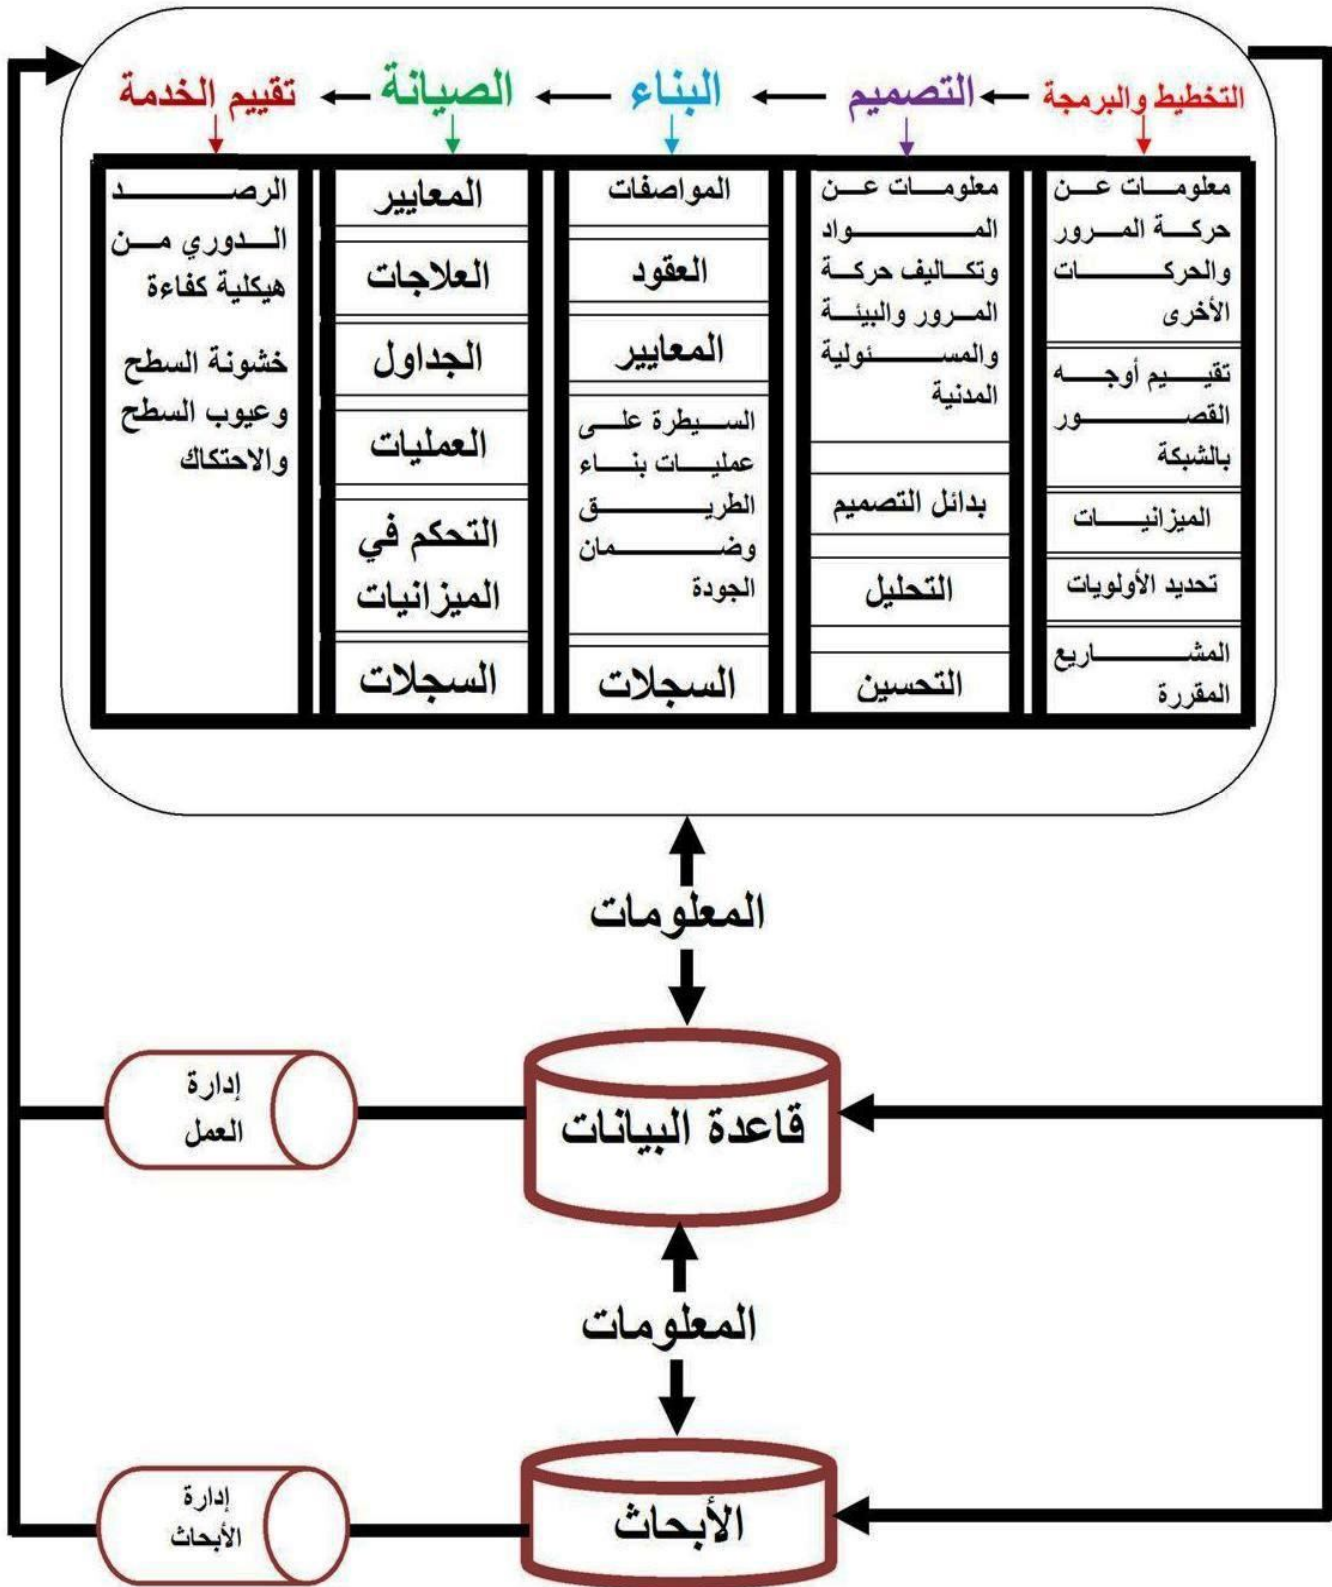 التخطيط والبرمجة
التصميم
البناء
الصيانة
تقييم الخدمة
معلومات عن
حركة المرور
والحركات
الأخرى
تقييم أوجه
القصور
بالشبكة
الميزانيات
تحديد الأولويات
المشاريع
المقررة
معلومات عن
المواد
وتكاليف حركة
المرور والبيئة
والمسئولية
المدنية
بدائل التصميم
التحليل
التحسين
المواصفات
العقود
المعايير
السيطرة على
عمليات بناء
الطريق
وضمان
الجودة
السجلات
المعايير
العلاجات
الجداول
العمليات
التحكم في
الميزانيات
السجلات
الرصد
الدوري من
هيكلية كفاءة
خشونة السطح
وعيوب السطح
والاحتكاك
المعلومات
قاعدة البيانات
إدارة
العمل
المعلومات
الأبحاث
إدارة
الأبحاث